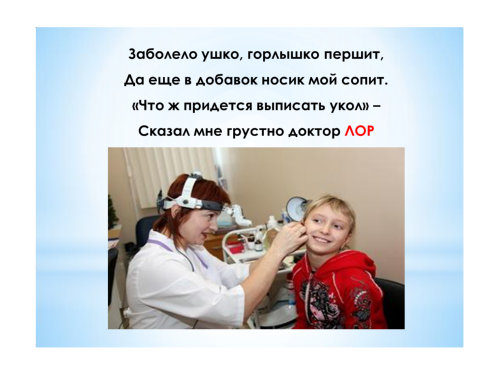 Заболело ушко, горлышко першит,
Да еще в добавок носик мой сопит.
«Что ж придется выписать укол» –
Сказал мне грустно доктор ЛОР